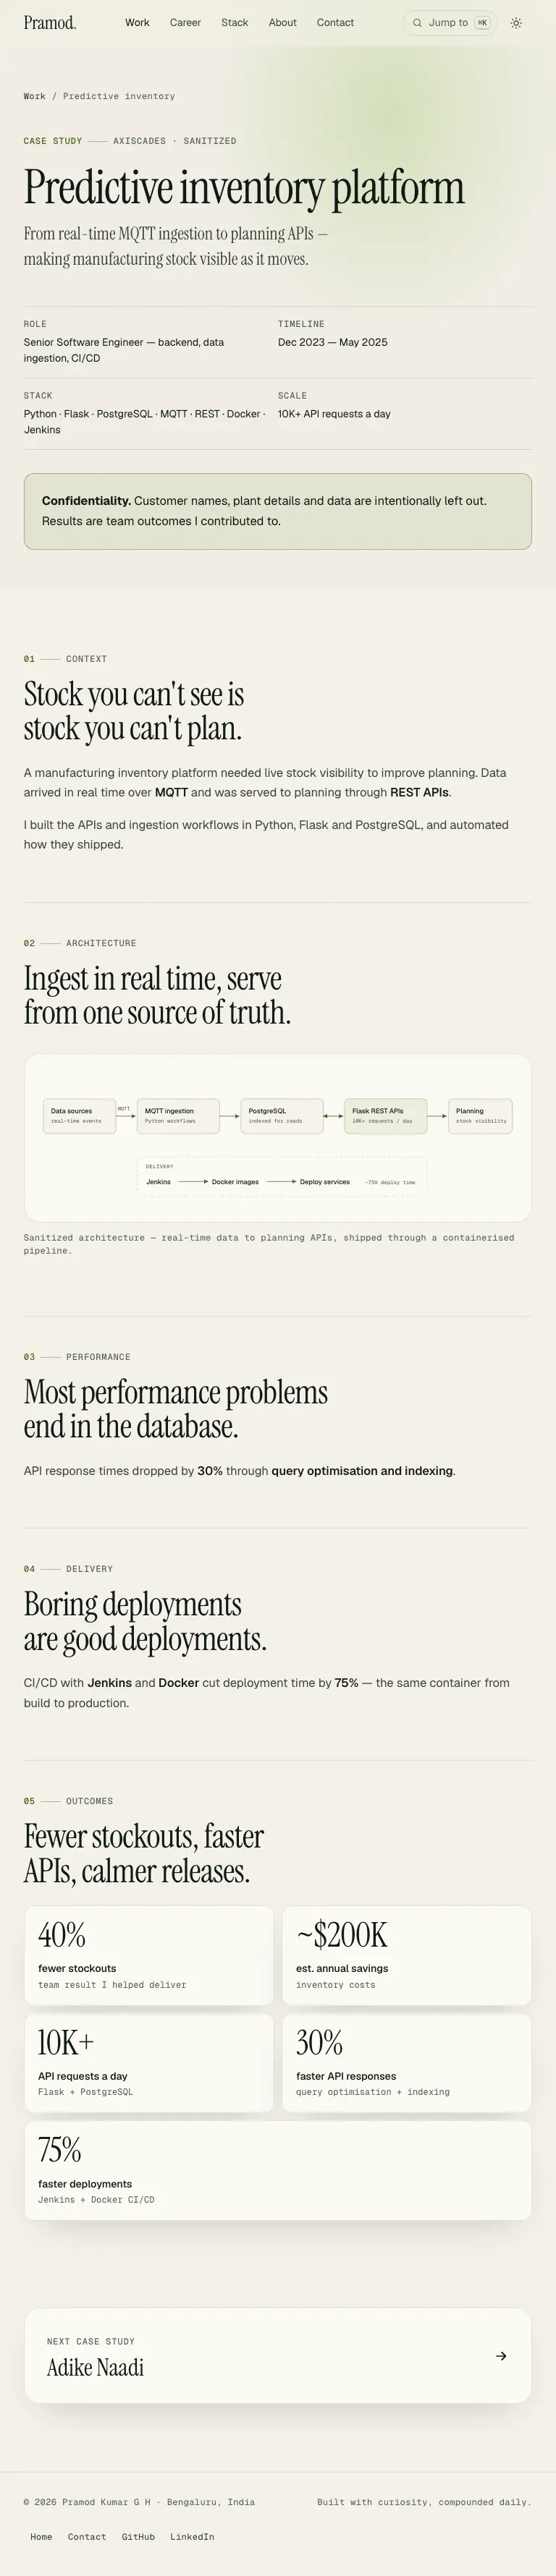 Pramod.
Work
Career
Stack
About
Contact
Jump to
⌘K
Work / Predictive inventory
CASE STUDY
AXISCADES · SANITIZED
Predictive inventory platform
From real-time MQTT ingestion to planning APIs —
making manufacturing stock visible as it moves.
ROLE
Senior Software Engineer — backend, data
ingestion, CI/CD
TIMELINE
Dec 2023 — May 2025
STACK
Python · Flask · PostgreSQL · MQTT · REST · Docker ·
Jenkins
SCALE
10K+ API requests a day
Confidentiality. Customer names, plant details and data are intentionally left out.
Results are team outcomes I contributed to.
01
CONTEXT
Stock you can't see is
stock you can't plan.
A manufacturing inventory platform needed live stock visibility to improve planning. Data
arrived in real time over MQTT and was served to planning through REST APIs.
I built the APIs and ingestion workflows in Python, Flask and PostgreSQL, and automated
how they shipped.
02
ARCHITECTURE
Ingest in real time, serve
from one source of truth.
Data sources
real-time events
MQTT
MQTT ingestion
Python workflows
PostgreSQL
indexed for reads
Flask REST APIs
10K+ requests / day
Planning
stock visibility
DELIVERY
Jenkins
Docker images
Deploy services
−75% deploy time
Sanitized architecture — real-time data to planning APIs, shipped through a containerised
pipeline.
03
PERFORMANCE
Most performance problems
end in the database.
API response times dropped by 30% through query optimisation and indexing.
04
DELIVERY
Boring deployments
are good deployments.
CI/CD with Jenkins and Docker cut deployment time by 75% — the same container from
build to production.
05
OUTCOMES
Fewer stockouts, faster
APIs, calmer releases.
40%
fewer stockouts
team result I helped deliver
~$200K
est. annual savings
inventory costs
10K+
API requests a day
Flask + PostgreSQL
30%
faster API responses
query optimisation + indexing
75%
faster deployments
Jenkins + Docker CI/CD
NEXT CASE STUDY
Adike Naadi
© 2026 Pramod Kumar G H · Bengaluru, India
Built with curiosity, compounded daily.
Home
Contact
GitHub
LinkedIn